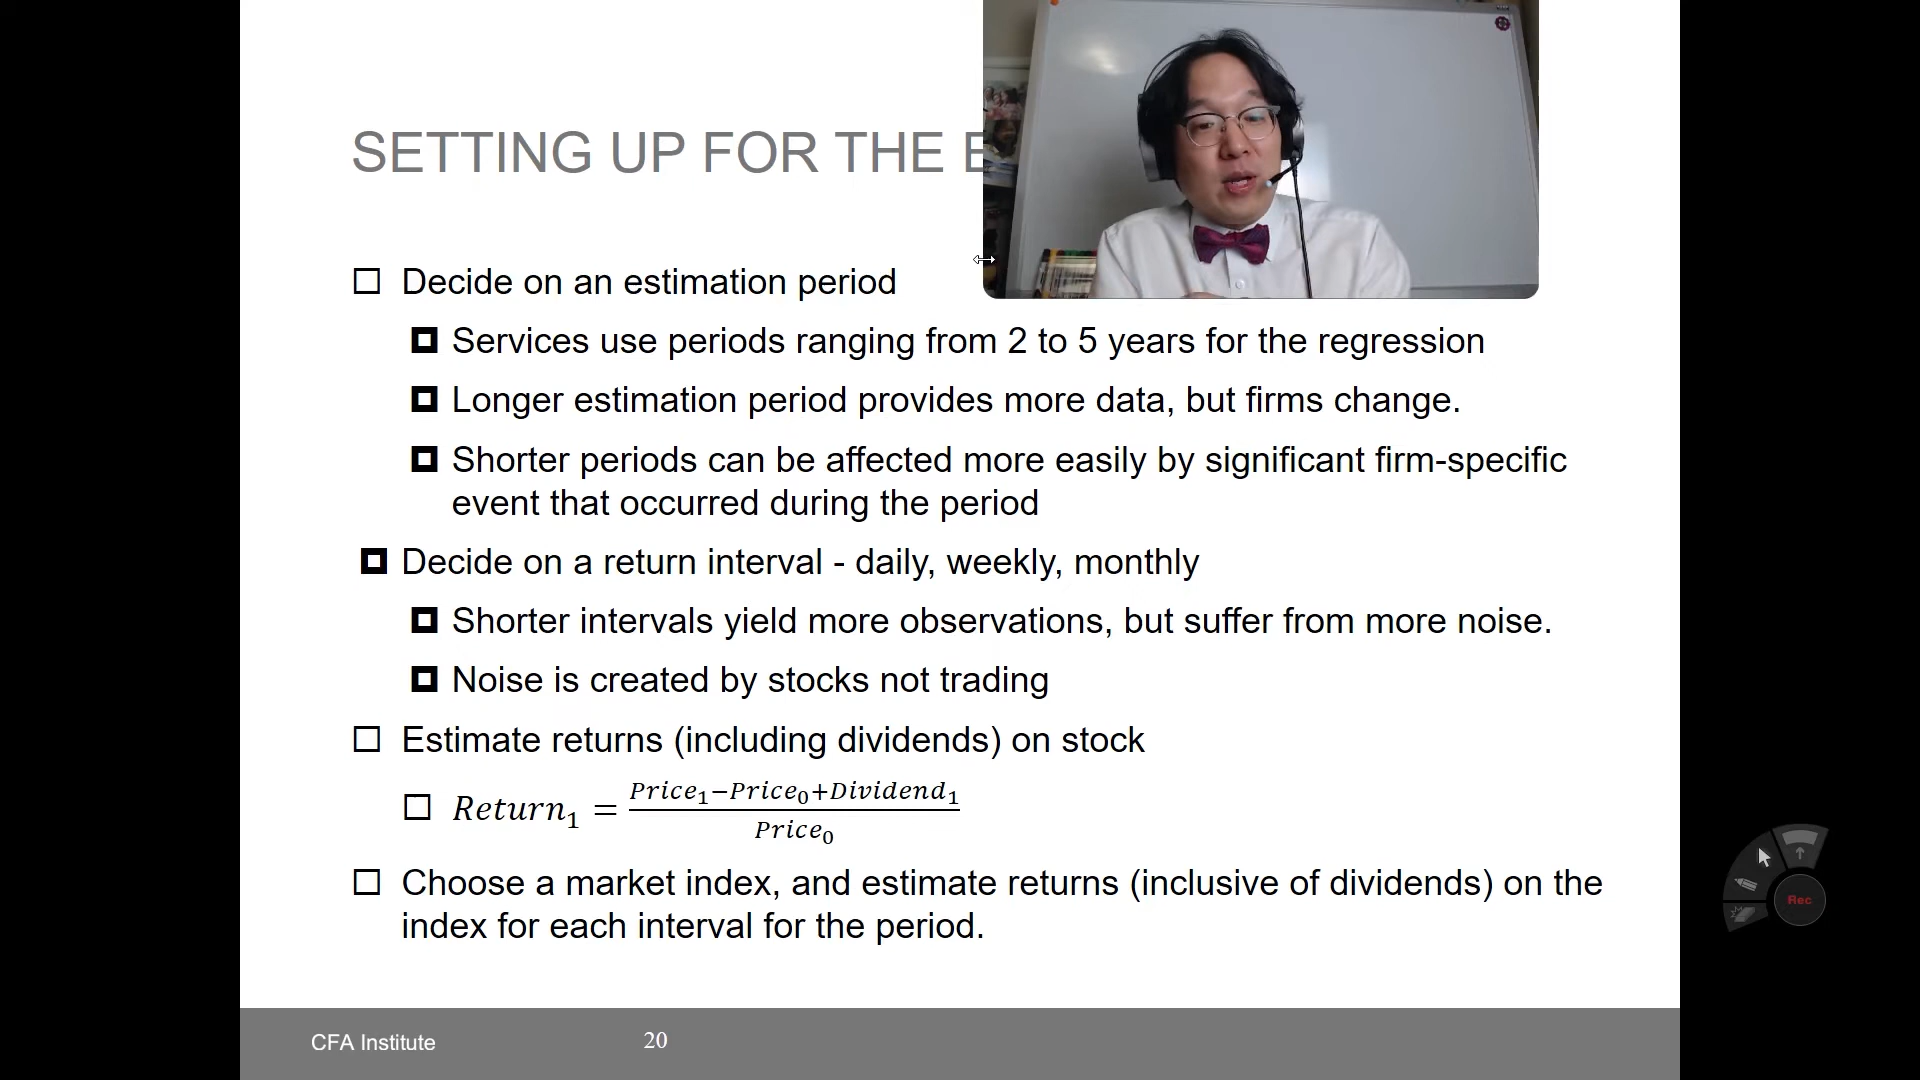 SETTING UP FOR THE
Decide on an estimation period
Services use periods ranging from 2 to 5 years for the regression
Longer estimation period provides more data, but firms change.
Shorter periods can be affected more easily by significant firm-specific
event that occurred during the period
Decide on a return interval - daily, weekly, monthly
Shorter intervals yield more observations, but suffer from more noise.
Noise is created by stocks not trading
Estimate returns (including dividends) on stock
Return₁ = (Price₁−Price₀+Dividend₁)/Price₀
Choose a market index, and estimate returns (inclusive of dividends) on the
index for each interval for the period.
Rec
CFA Institute 20